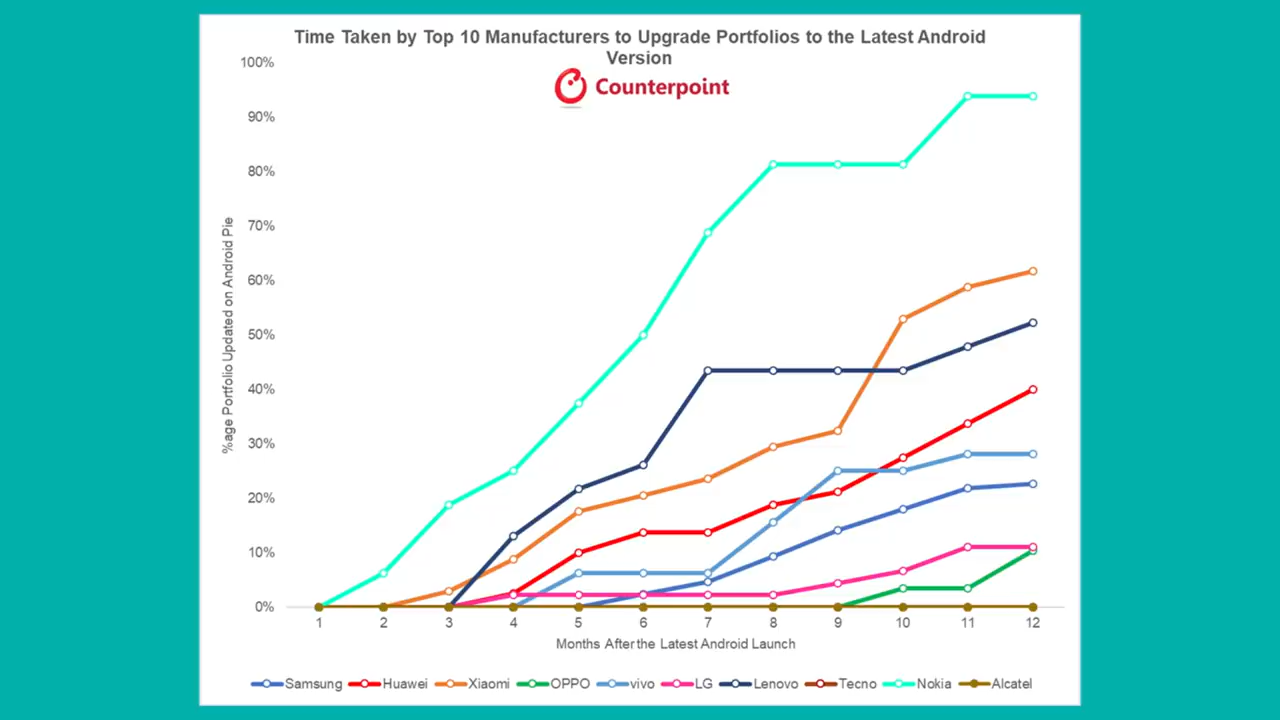 Time Taken by Top 10 Manufacturers to Upgrade Portfolios to the Latest Android
Version
Counterpoint
100%
90%
80%
70%
60%
50%
40%
30%
20%
10%
0%
%age Portfolio Updated on Android Pie
1 2 3 4 5 6 7 8 9 10 11 12
Months After the Latest Android Launch
Samsung Huawei Xiaomi OPPO vivo LG Lenovo Tecno Nokia Alcatel